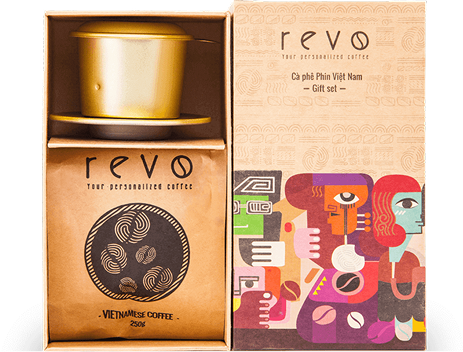 revo
Your personalized coffee
- VIETNAMESE COFFEE -
250g
revo
Your personalized coffee
Cà phê Phin Việt Nam
— Gift set —